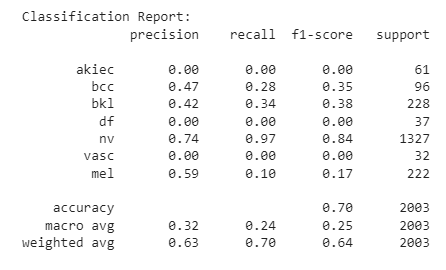 Classification Report:
precision recall f1-score support
akiec 0.00 0.00 0.00 61
bcc 0.47 0.28 0.35 96
bkl 0.42 0.34 0.38 228
df 0.00 0.00 0.00 37
nv 0.74 0.97 0.84 1327
vasc 0.00 0.00 0.00 32
mel 0.59 0.10 0.17 222
accuracy 0.70 2003
macro avg 0.32 0.24 0.25 2003
weighted avg 0.63 0.70 0.64 2003